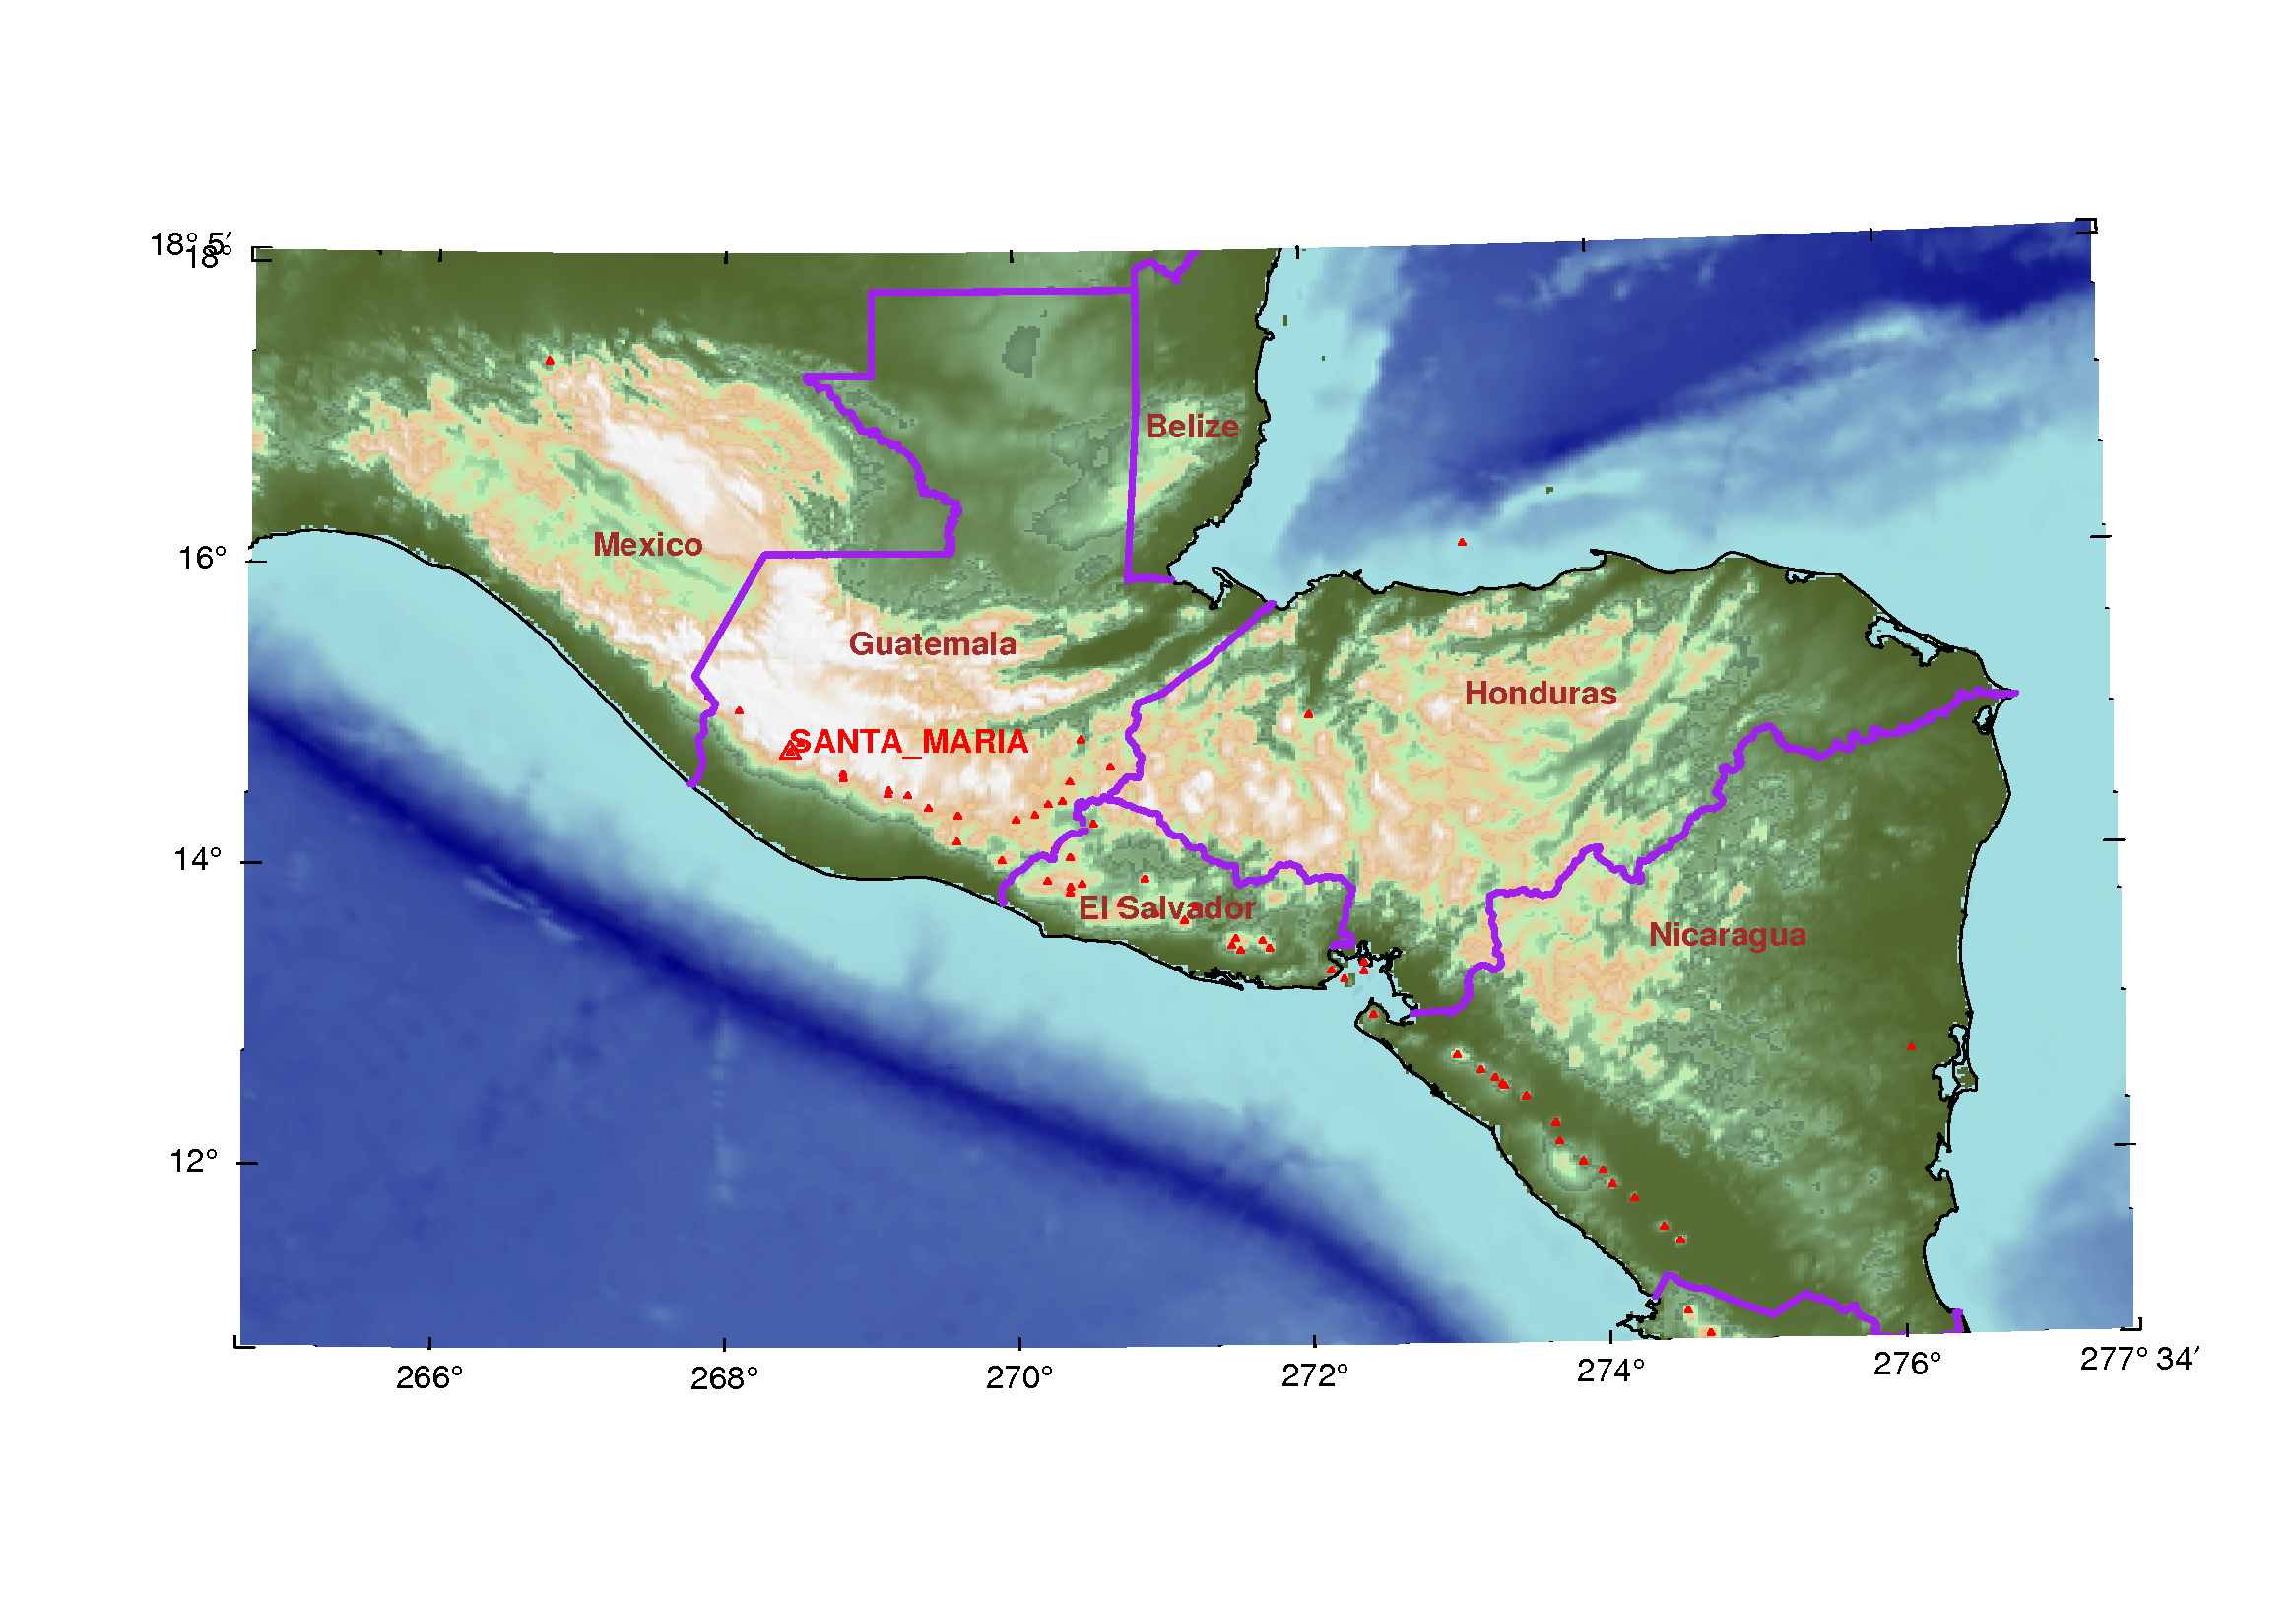 18° 5′
18°
Belize
16°
Mexico
Guatemala
Honduras
SANTA_MARIA
14°
El Salvador
Nicaragua
12°
266°
268°
270°
272°
274°
276°
277° 34′